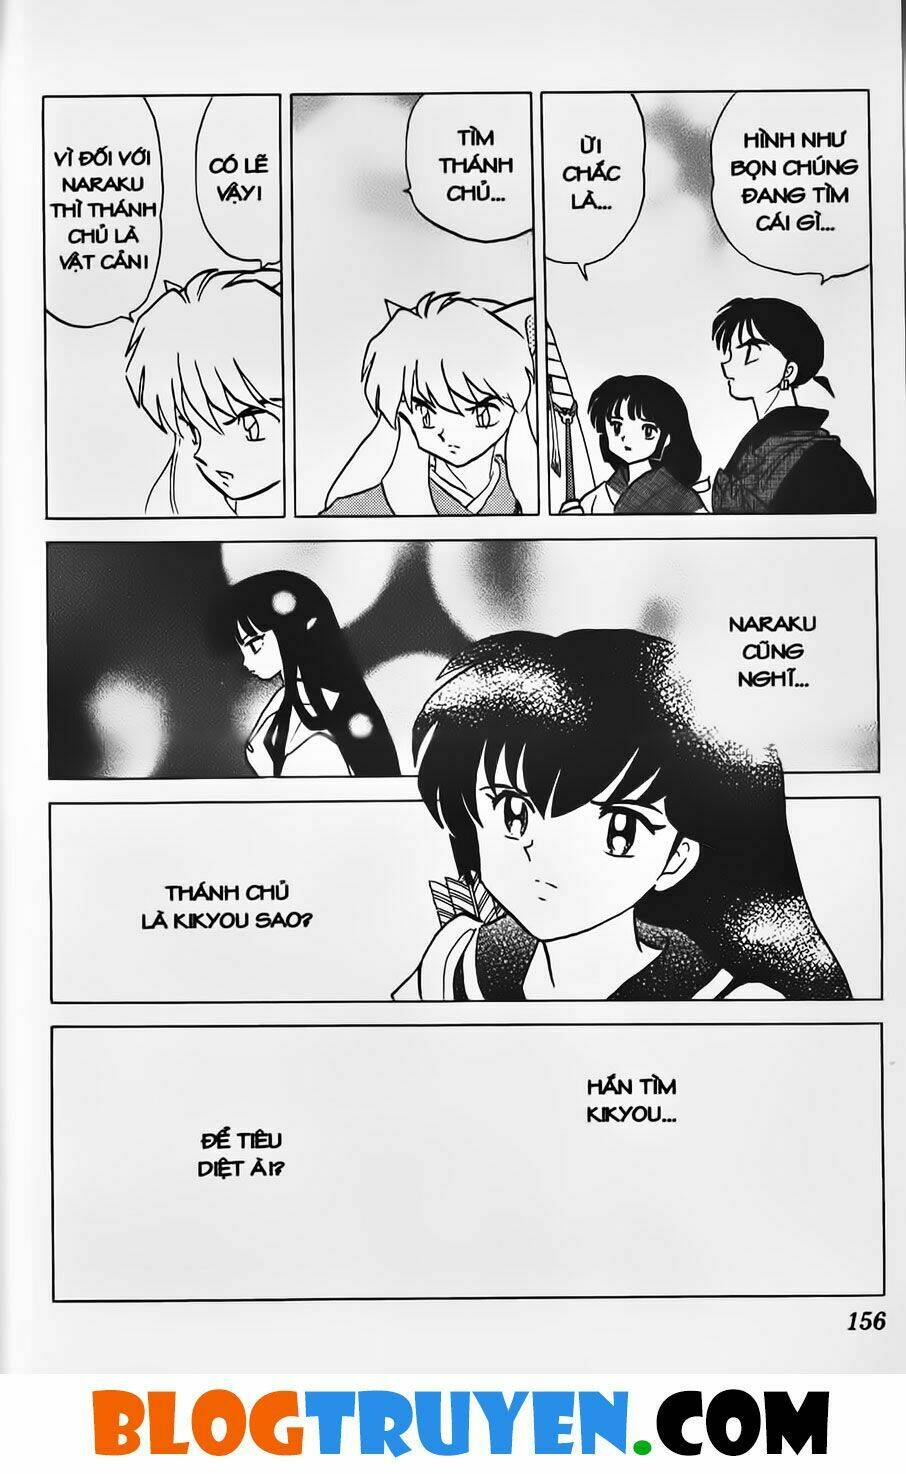 HÌNH NHƯ
BỌN CHÚNG
ĐANG TÌM
CÁI GÌ...
ỪI
CHẮC
LÀ...
TÌM
THÁNH
CHỦ...
CÓ LẼ
VẬY!
VÌ ĐỐI VỚI
NARAKU
THÌ THÁNH
CHỦ LÀ
VẬT CẢN!
NARAKU
CŨNG
NGHĨ...
THÁNH CHỦ
LÀ KIKYOU SAO?
HẮN TÌM
KIKYOU...
ĐỂ TIÊU
DIỆT À!?
156
BLOGTRUYEN.COM